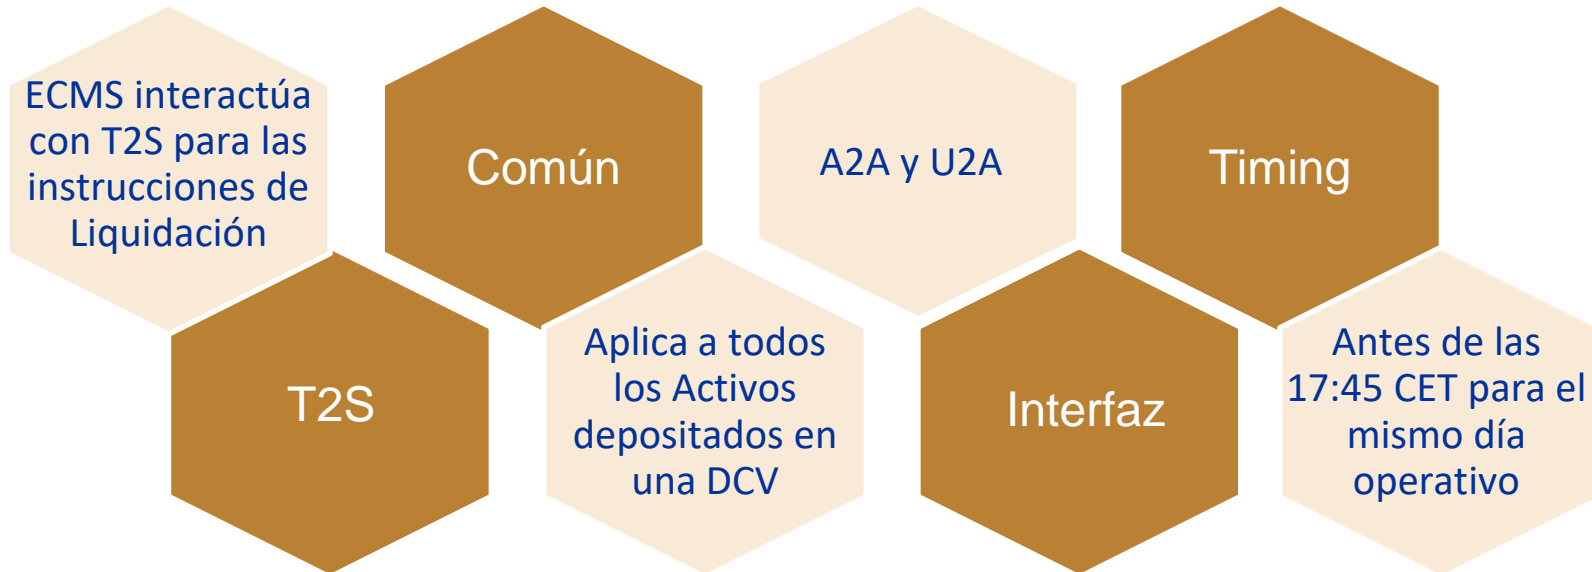 ECMS interactúa
con T2S para las
instrucciones de
Liquidación
T2S
Común
Aplica a todos
los Activos
depositados en
una DCV
A2A y U2A
Interfaz
Timing
Antes de las
17:45 CET para el
mismo día
operativo